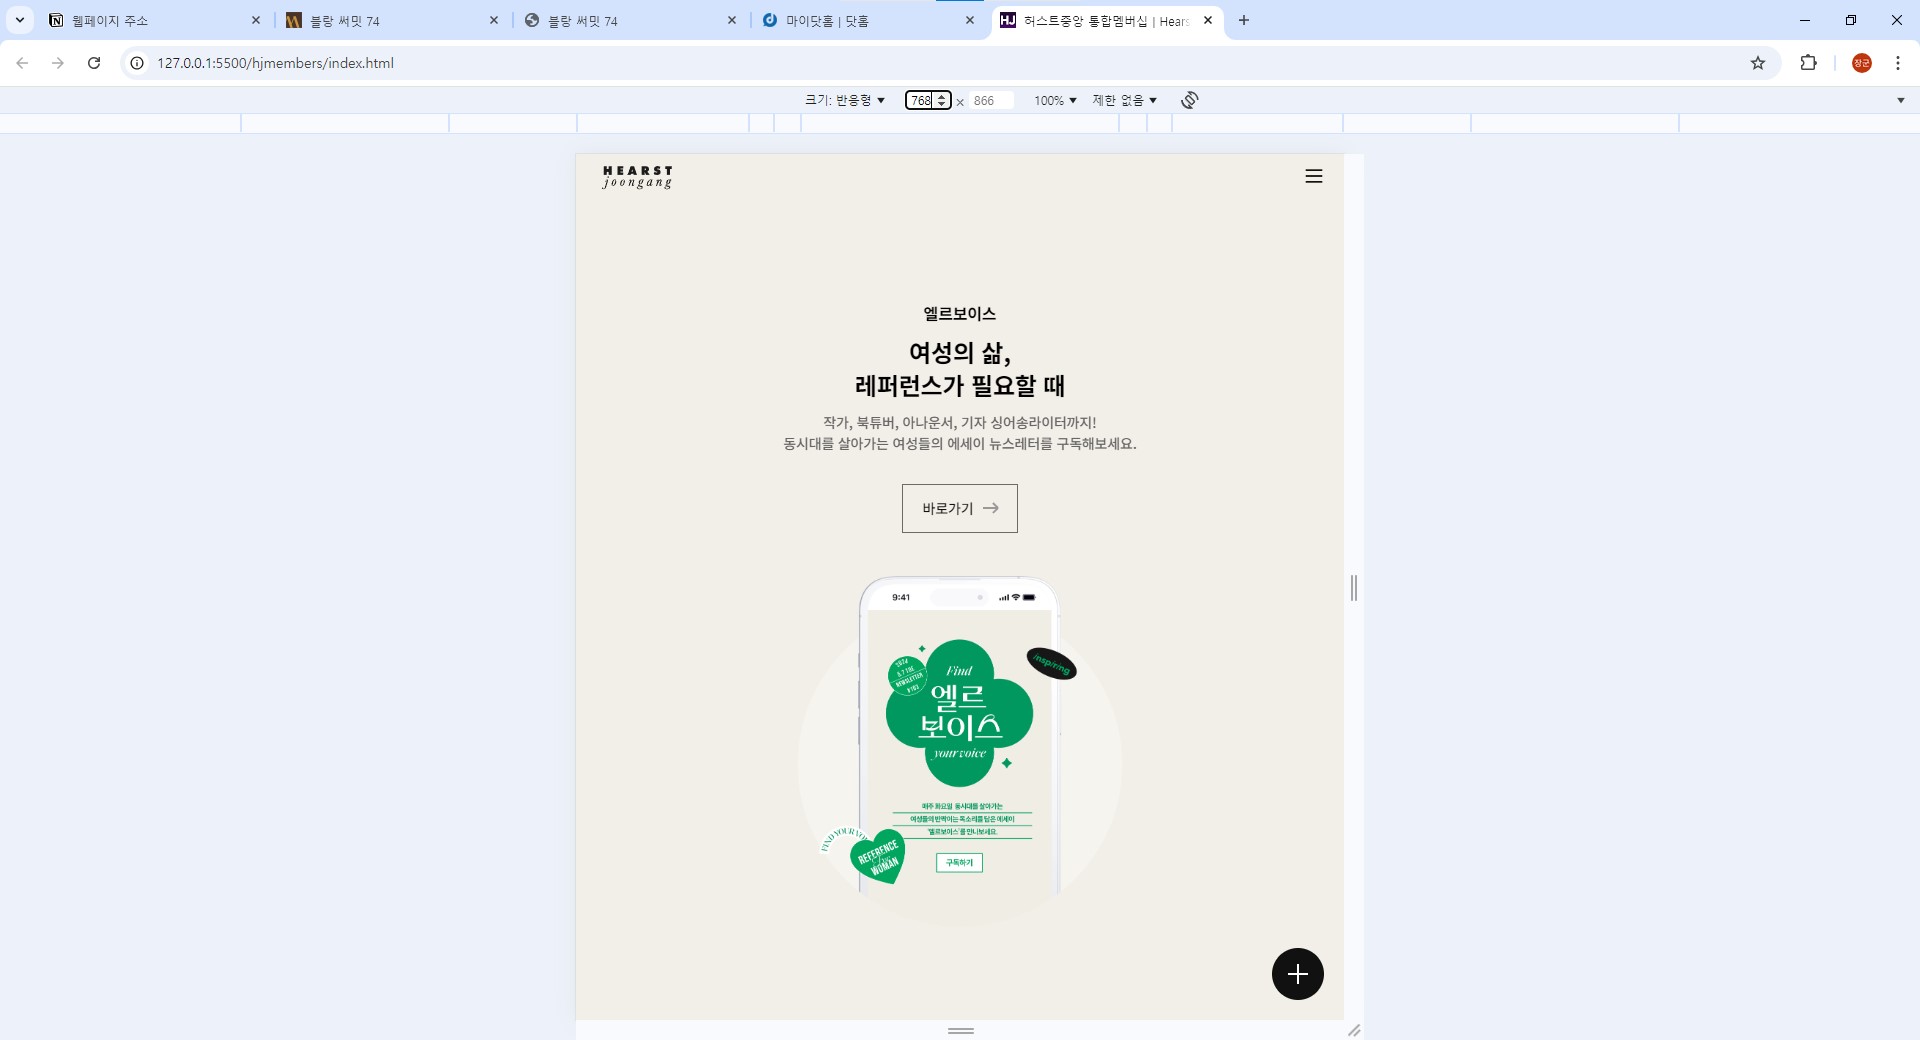 웹페이지 주소
블랑 써밋 74
블랑 써밋 74
마이닷홈 | 닷홈
허스트중앙 통합멤버십 | Hears
127.0.0.1:5500/hjmembers/index.html
장군
크기: 반응형
768 × 866
100%
제한 없음
HEARST
joongang
엘르보이스
여성의 삶,
레퍼런스가 필요할 때
작가, 북튜버, 아나운서, 기자 싱어송라이터까지!
동시대를 살아가는 여성들의 에세이 뉴스레터를 구독해보세요.
바로가기
9:41
inspiring
NEWSLETTER
Find
엘르
보이스
your voice
매주 화요일 동시대를 살아가는
여성들의 반짝이는 목소리를 담은 에세이
'엘르보이스'를 만나보세요.
FIND YOUR
REFERENCE
WOMAN
구독하기